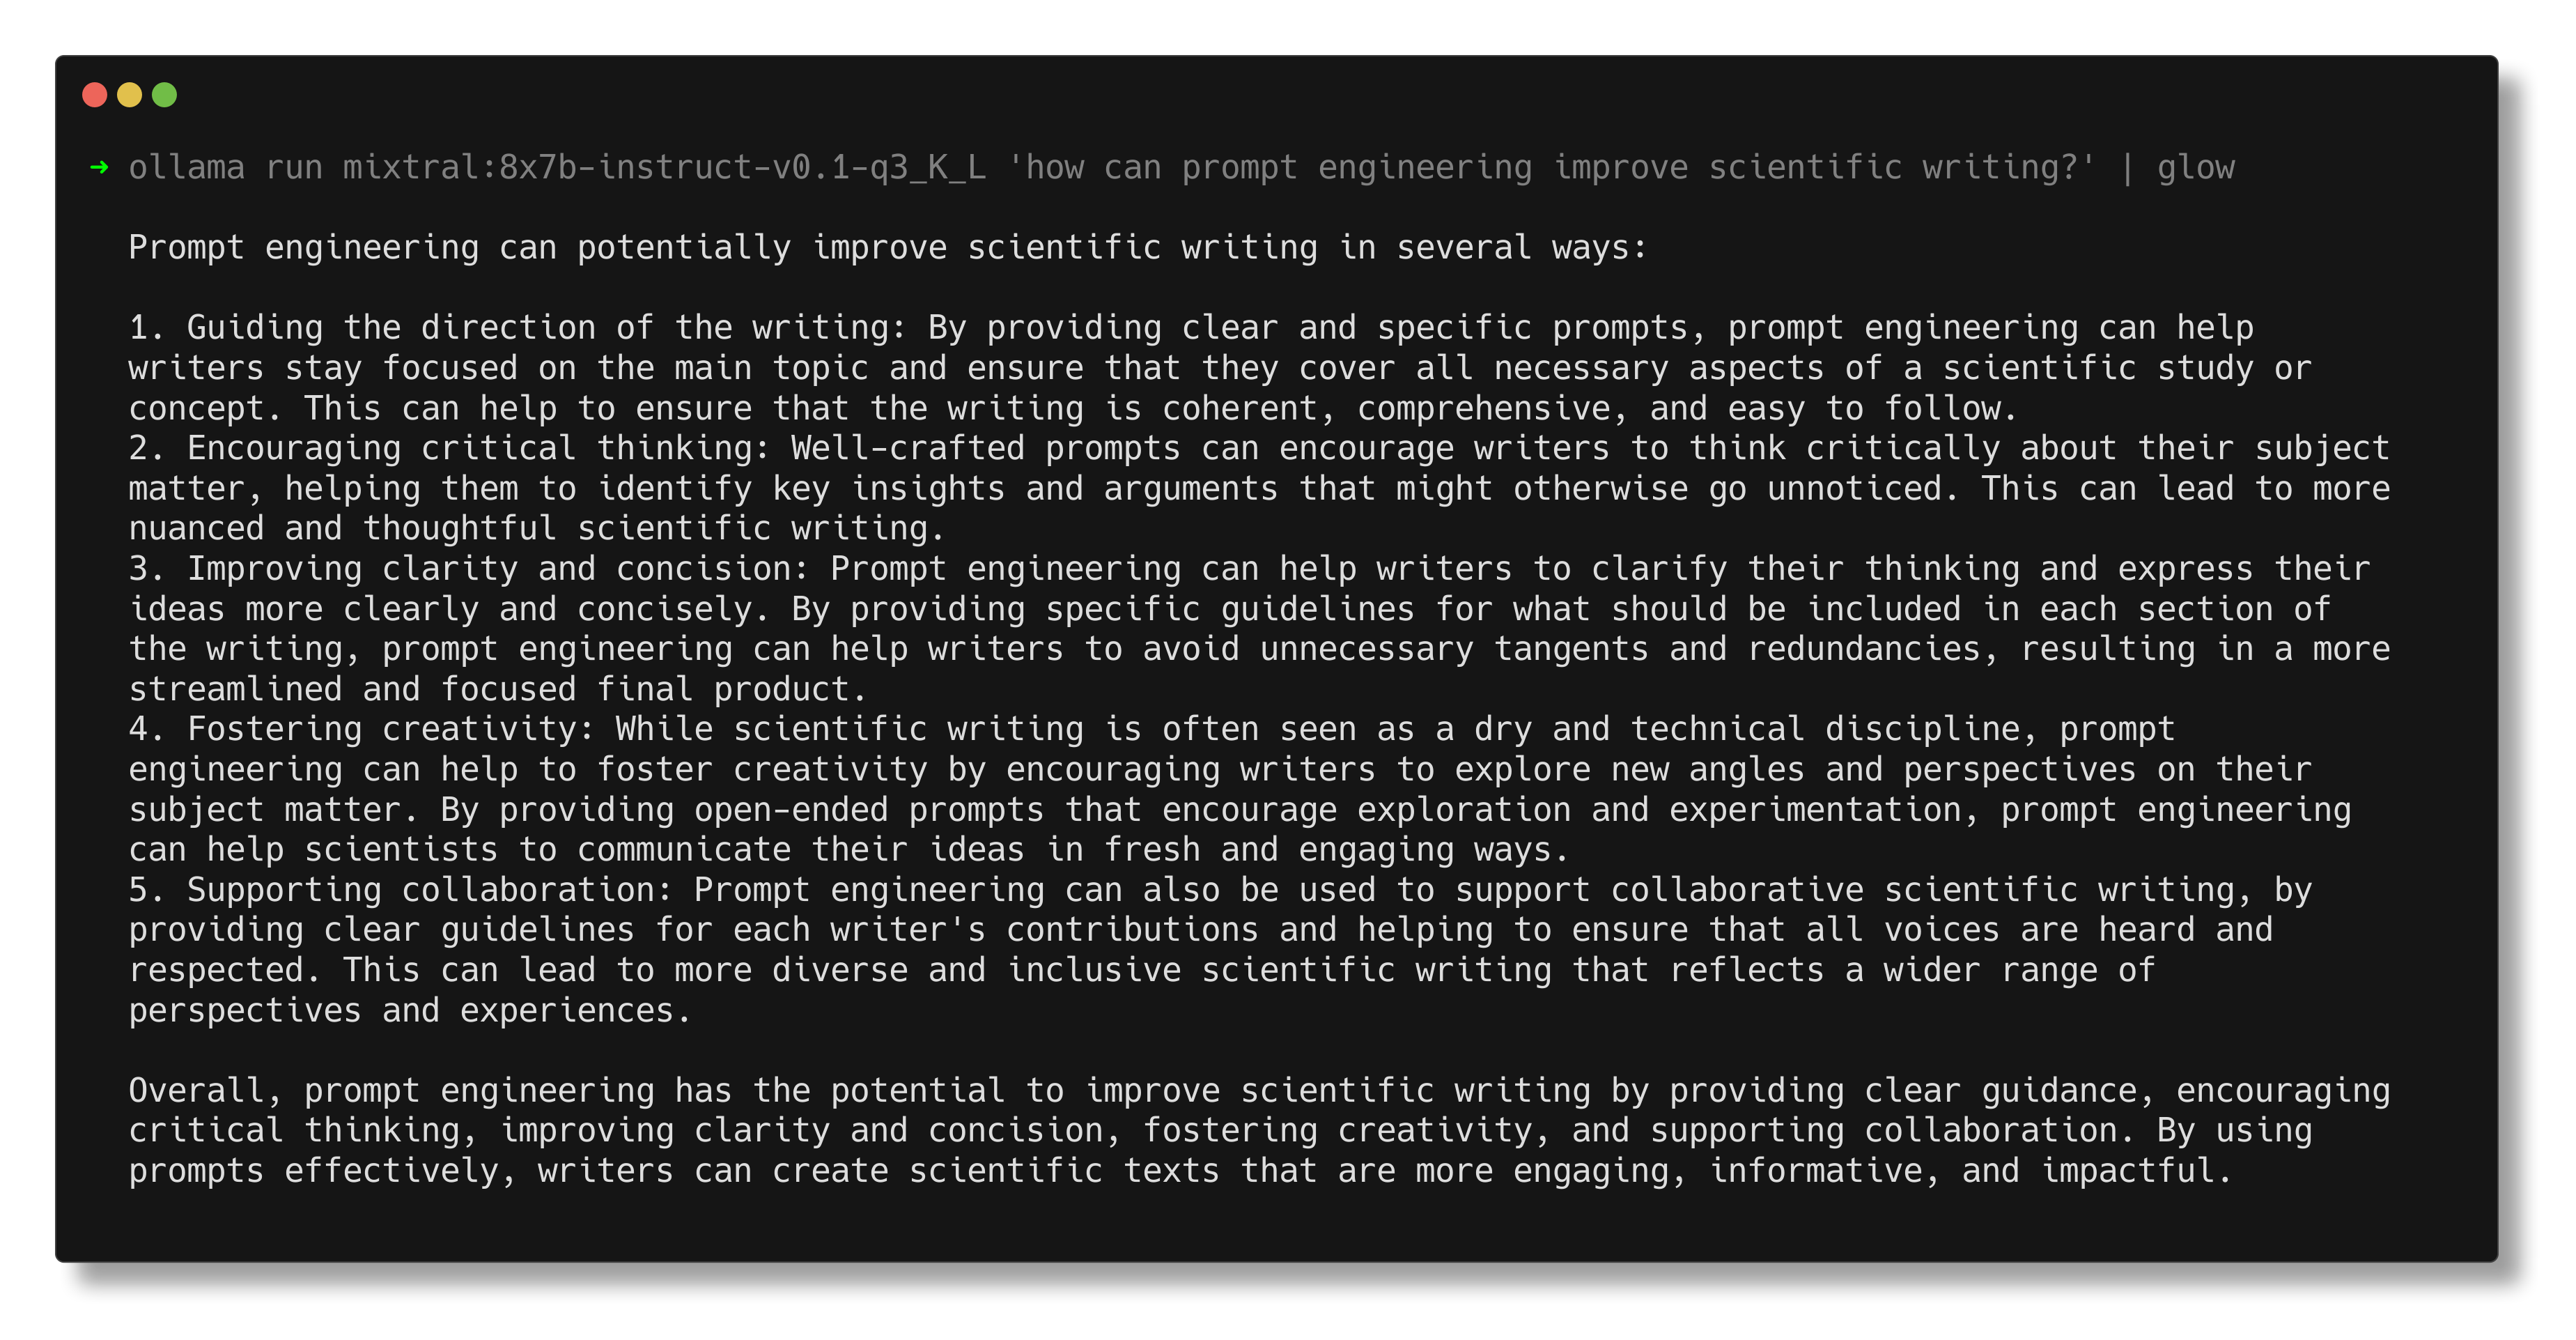 ➜ ollama run mixtral:8x7b-instruct-v0.1-q3_K_L 'how can prompt engineering improve scientific writing?' | glow
Prompt engineering can potentially improve scientific writing in several ways:
1. Guiding the direction of the writing: By providing clear and specific prompts, prompt engineering can help
writers stay focused on the main topic and ensure that they cover all necessary aspects of a scientific study or
concept. This can help to ensure that the writing is coherent, comprehensive, and easy to follow.
2. Encouraging critical thinking: Well-crafted prompts can encourage writers to think critically about their subject
matter, helping them to identify key insights and arguments that might otherwise go unnoticed. This can lead to more
nuanced and thoughtful scientific writing.
3. Improving clarity and concision: Prompt engineering can help writers to clarify their thinking and express their
ideas more clearly and concisely. By providing specific guidelines for what should be included in each section of
the writing, prompt engineering can help writers to avoid unnecessary tangents and redundancies, resulting in a more
streamlined and focused final product.
4. Fostering creativity: While scientific writing is often seen as a dry and technical discipline, prompt
engineering can help to foster creativity by encouraging writers to explore new angles and perspectives on their
subject matter. By providing open-ended prompts that encourage exploration and experimentation, prompt engineering
can help scientists to communicate their ideas in fresh and engaging ways.
5. Supporting collaboration: Prompt engineering can also be used to support collaborative scientific writing, by
providing clear guidelines for each writer's contributions and helping to ensure that all voices are heard and
respected. This can lead to more diverse and inclusive scientific writing that reflects a wider range of
perspectives and experiences.
Overall, prompt engineering has the potential to improve scientific writing by providing clear guidance, encouraging
critical thinking, improving clarity and concision, fostering creativity, and supporting collaboration. By using
prompts effectively, writers can create scientific texts that are more engaging, informative, and impactful.